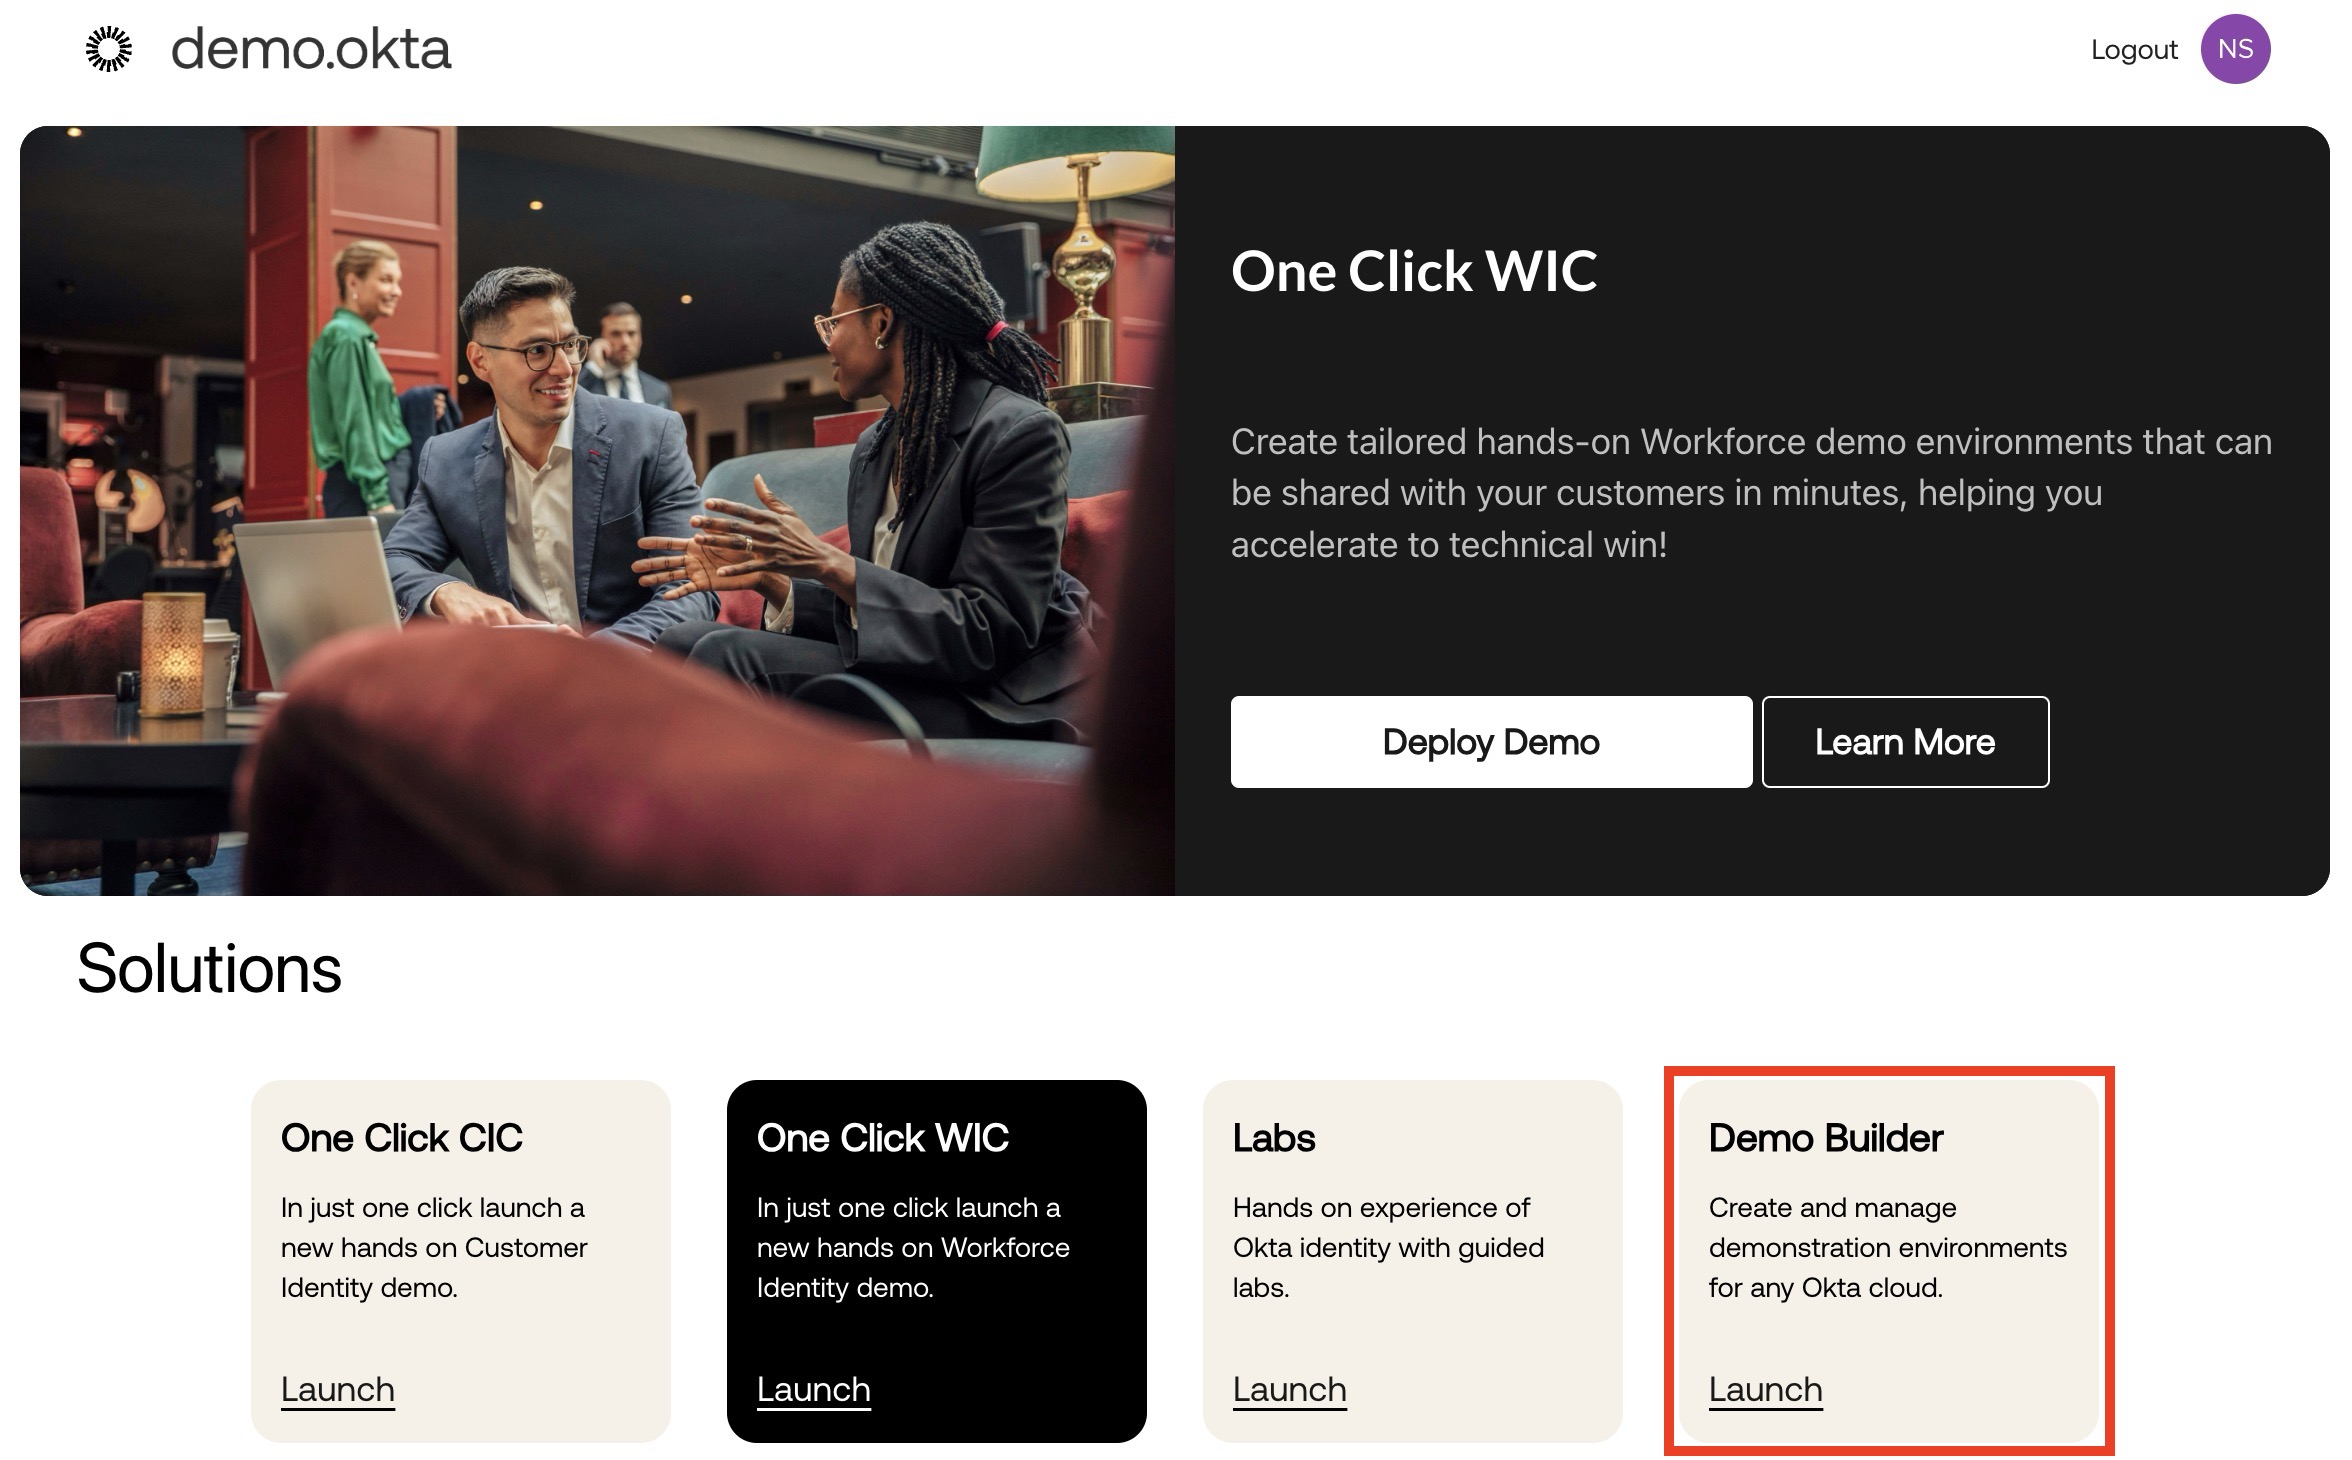 demo.okta
Logout
NS
One Click WIC
Create tailored hands-on Workforce demo environments that can
be shared with your customers in minutes, helping you
accelerate to technical win!
Deploy Demo
Learn More
Solutions
One Click CIC
In just one click launch a
new hands on Customer
Identity demo.
Launch
One Click WIC
In just one click launch a
new hands on Workforce
Identity demo.
Launch
Labs
Hands on experience of
Okta identity with guided
labs.
Launch
Demo Builder
Create and manage
demonstration environments
for any Okta cloud.
Launch